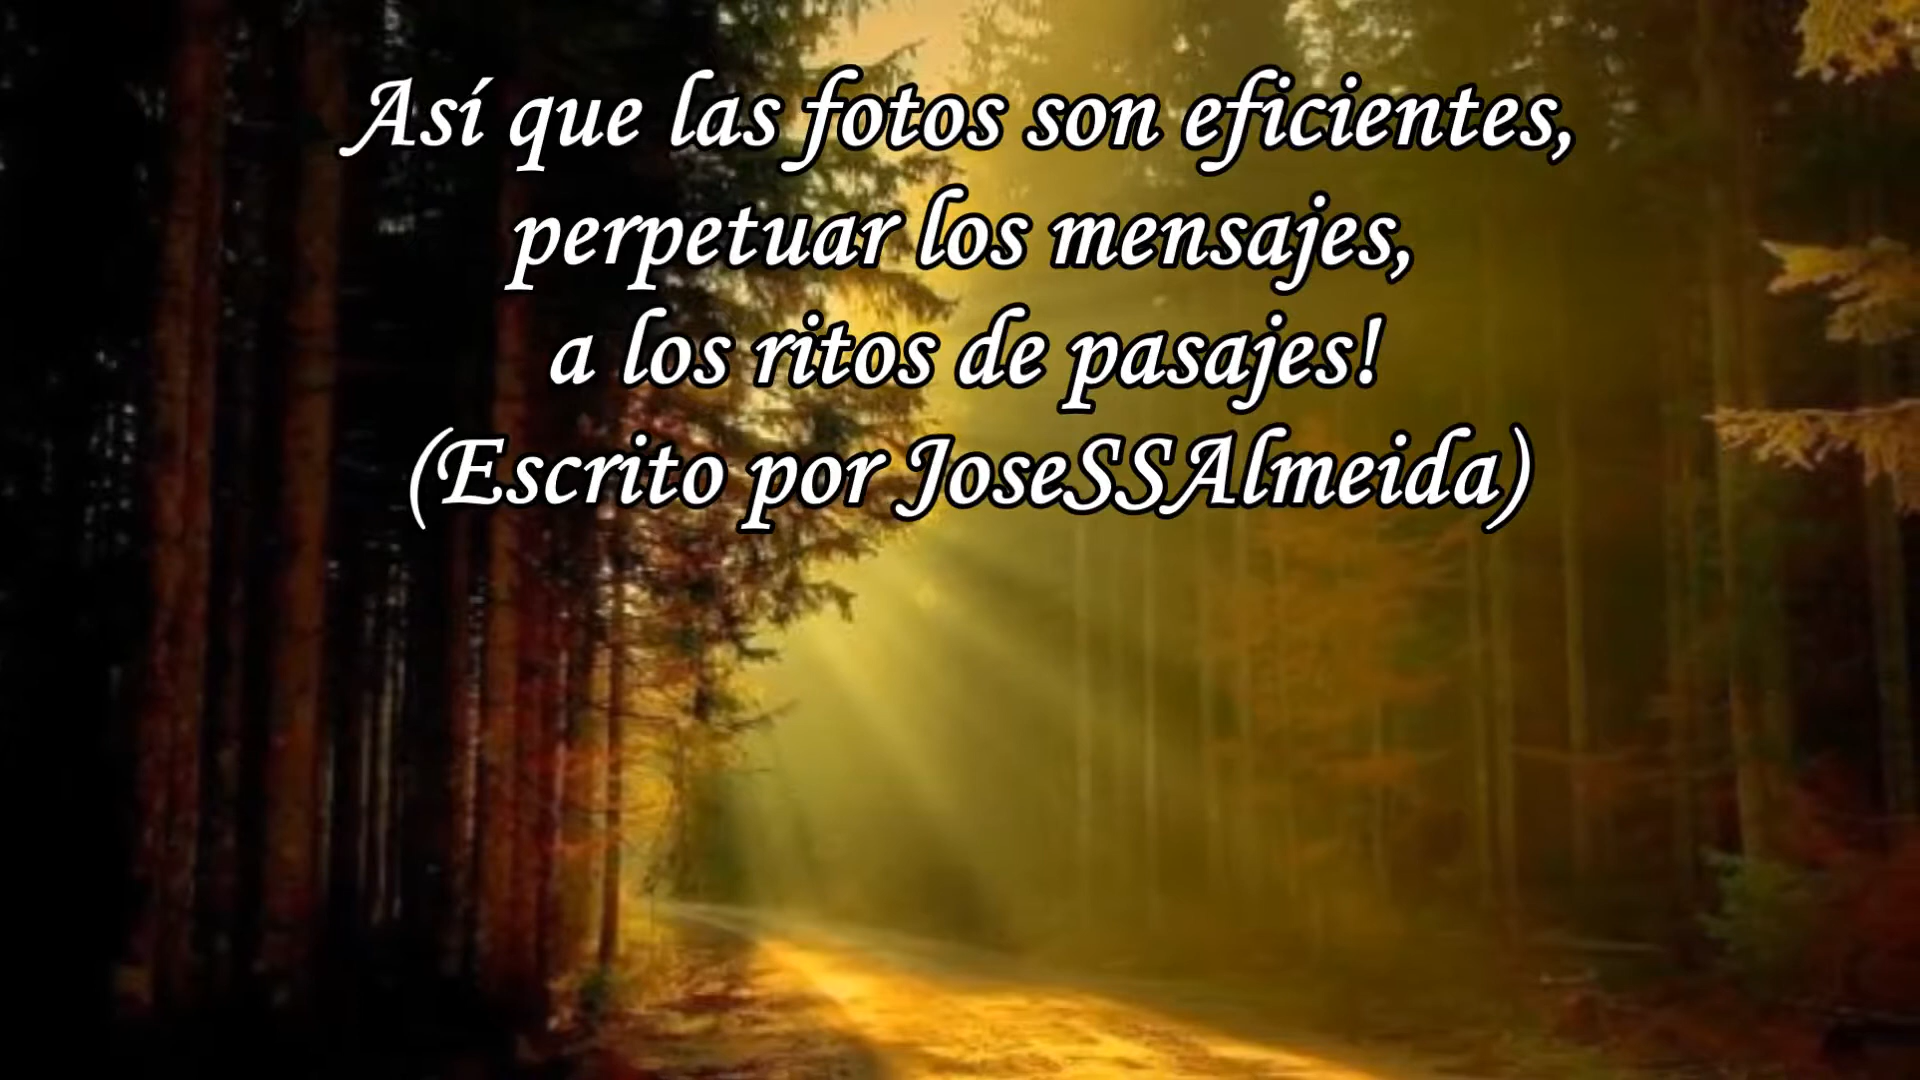 Así que las fotos son eficientes,
perpetuar los mensajes,
a los ritos de pasajes!
(Escrito por JoseSSAlmeida)